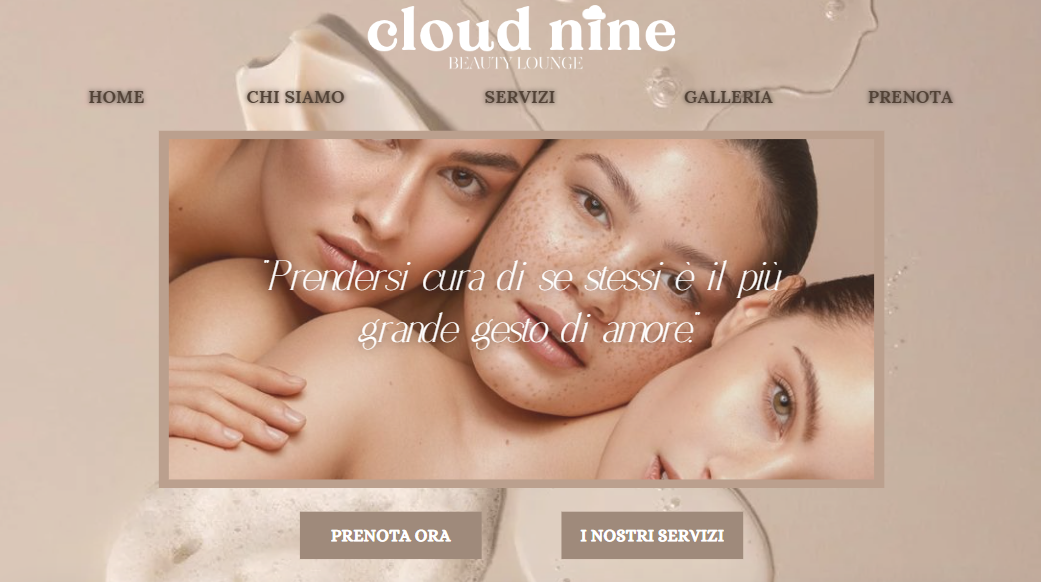 cloud nine
BEAUTY LOUNGE
HOME CHI SIAMO SERVIZI GALLERIA PRENOTA
"Prendersi cura di se stessi è il più
grande gesto di amore"
PRENOTA ORA I NOSTRI SERVIZI